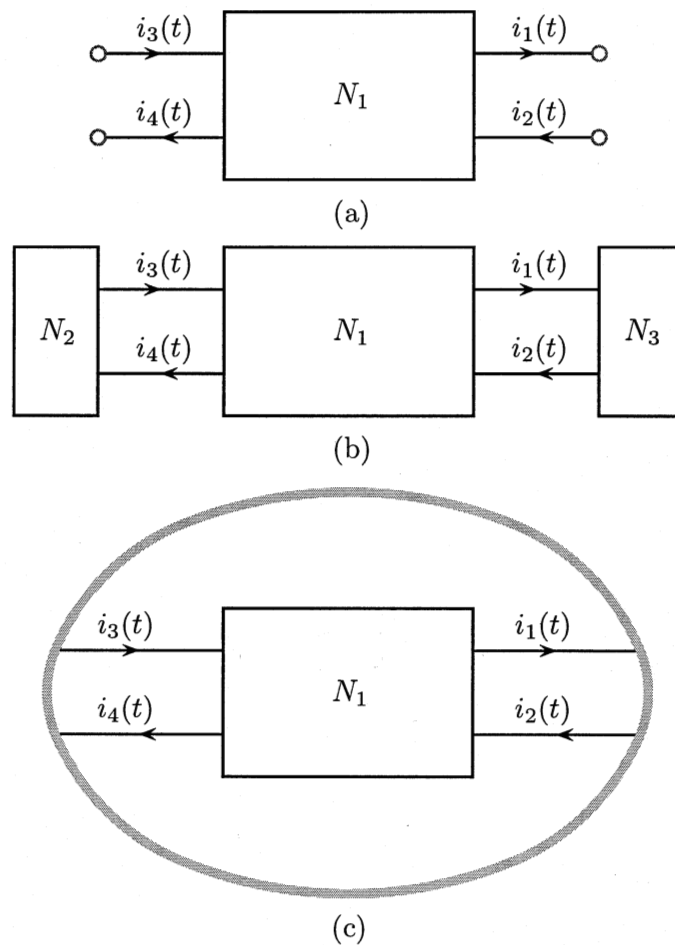 i₃(t) i₁(t)
N₁
i₄(t) i₂(t)
(a)
i₃(t) i₁(t)
N₂ N₁ N₃
i₄(t) i₂(t)
(b)
i₃(t) i₁(t)
N₁
i₄(t) i₂(t)
(c)